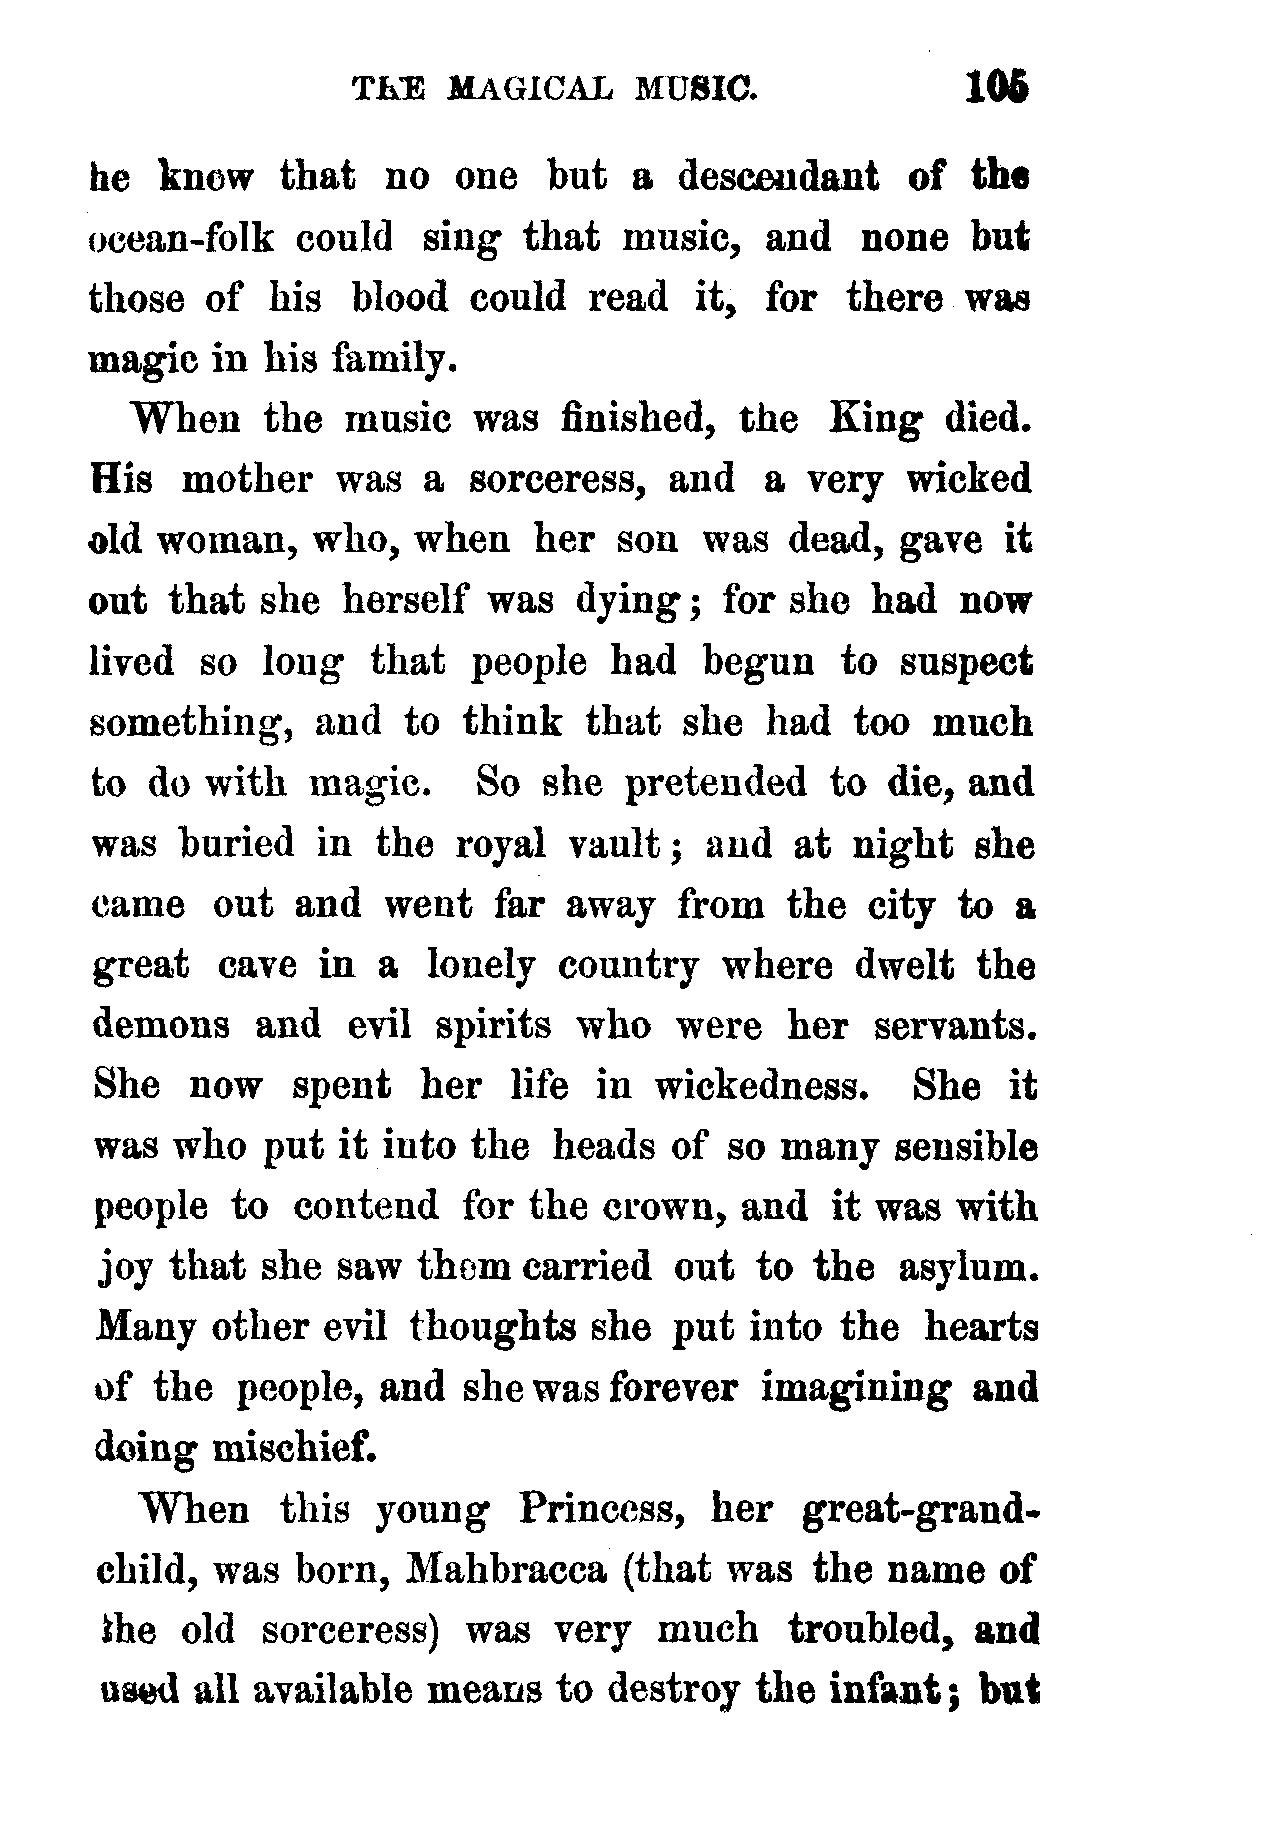 THE MAGICAL MUSIC. 105
he know that no one but a descendant of the
ocean-folk could sing that music, and none but
those of his blood could read it, for there was
magic in his family.
When the music was finished, the King died.
His mother was a sorceress, and a very wicked
old woman, who, when her son was dead, gave it
out that she herself was dying; for she had now
lived so long that people had begun to suspect
something, and to think that she had too much
to do with magic. So she pretended to die, and
was buried in the royal vault; and at night she
came out and went far away from the city to a
great cave in a lonely country where dwelt the
demons and evil spirits who were her servants.
She now spent her life in wickedness. She it
was who put it into the heads of so many sensible
people to contend for the crown, and it was with
joy that she saw them carried out to the asylum.
Many other evil thoughts she put into the hearts
of the people, and she was forever imagining and
doing mischief.
When this young Princess, her great-grand-
child, was born, Mahbracca (that was the name of
the old sorceress) was very much troubled, and
used all available means to destroy the infant; but